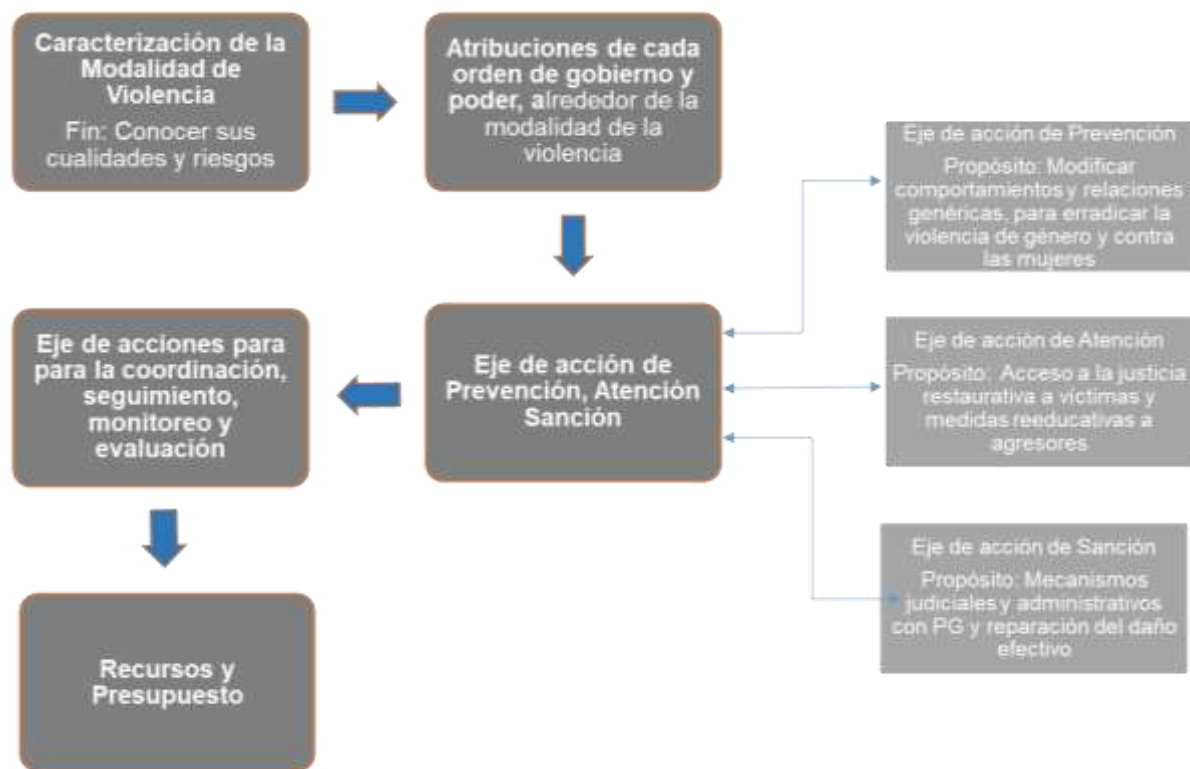 Caracterización de la
Modalidad de
Violencia
Fin: Conocer sus
cualidades y riesgos
Atribuciones de cada
orden de gobierno y
poder, alrededor de la
modalidad de la
violencia
Eje de acción de Prevención
Propósito: Modificar
comportamientos y relaciones
genéricas, para erradicar la
violencia de género y contra
las mujeres
Eje de acciones para
para la coordinación,
seguimiento,
monitoreo y
evaluación
Eje de acción de
Prevención, Atención
Sanción
Eje de acción de Atención
Propósito: Acceso a la justicia
restaurativa a víctimas y
medidas reeducativas a
agresores
Eje de acción de Sanción
Propósito: Mecanismos
judiciales y administrativos
con PG y reparación del daño
efectivo
Recursos y
Presupuesto